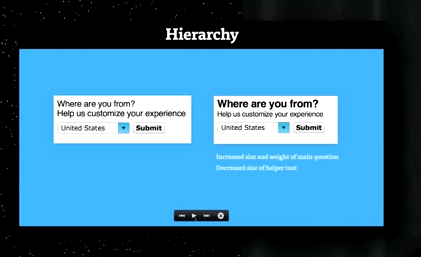 Hierarchy
Where are you from?
Help us customize your experience
United States
Submit
Where are you from?
Help us customize your experience
United States
Submit
Increased size and weight of main question
Decreased size of helper text